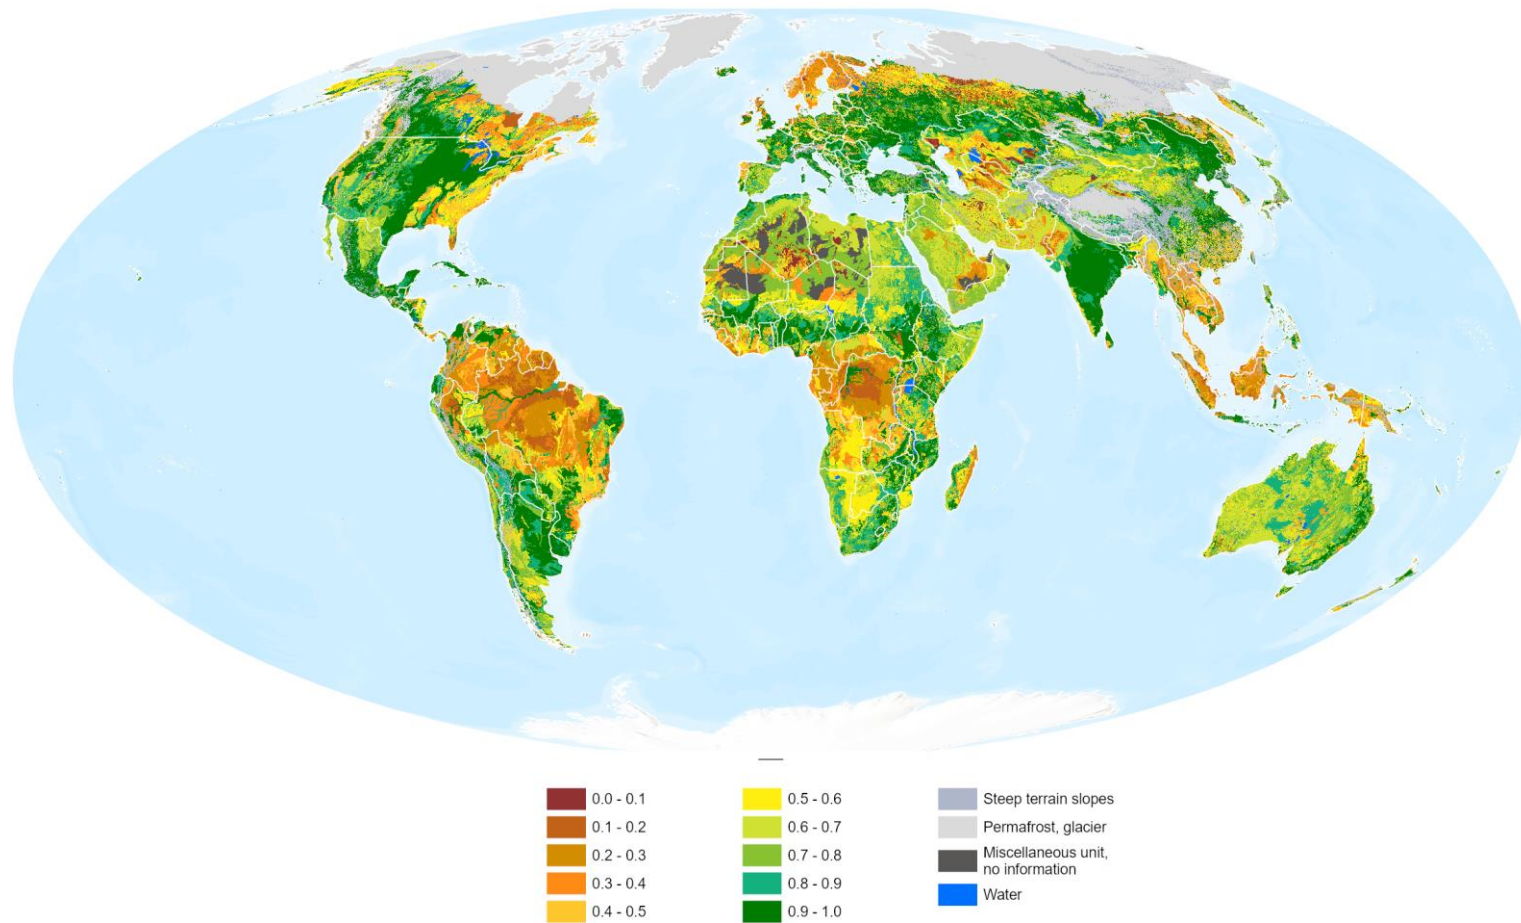 0.0 - 0.1
0.1 - 0.2
0.2 - 0.3
0.3 - 0.4
0.4 - 0.5
0.5 - 0.6
0.6 - 0.7
0.7 - 0.8
0.8 - 0.9
0.9 - 1.0
Steep terrain slopes
Permafrost, glacier
Miscellaneous unit,
no information
Water